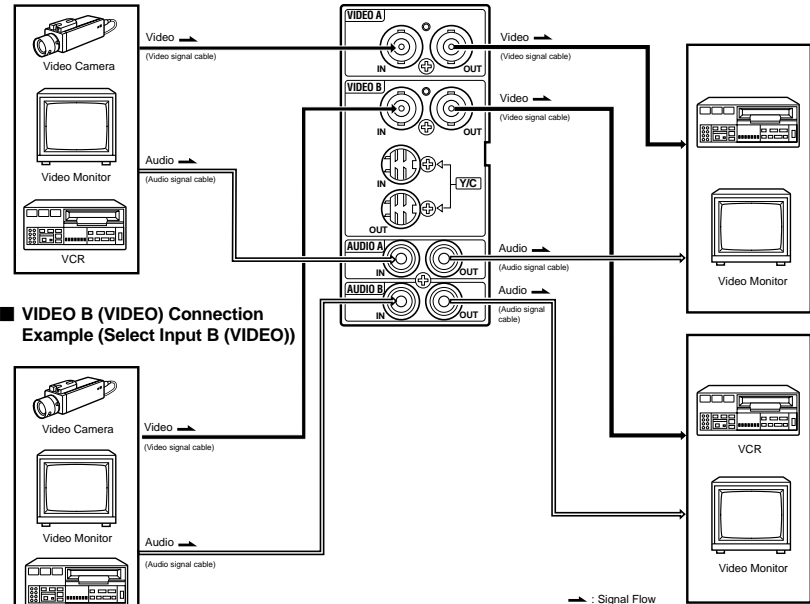 Video Camera
Video Monitor
VCR
Video
(Video signal cable)
Audio
(Audio signal cable)
VIDEO A
IN
OUT
VIDEO B
IN
OUT
IN
Y/C
OUT
AUDIO A
IN
OUT
AUDIO B
IN
OUT
Video
(Video signal cable)
Video
(Video signal cable)
Audio
(Audio signal cable)
Audio
(Audio signal
cable)
Video Monitor
■ VIDEO B (VIDEO) Connection
Example (Select Input B (VIDEO))
Video Camera
Video Monitor
Video
(Video signal cable)
Audio
(Audio signal cable)
VCR
Video Monitor
: Signal Flow